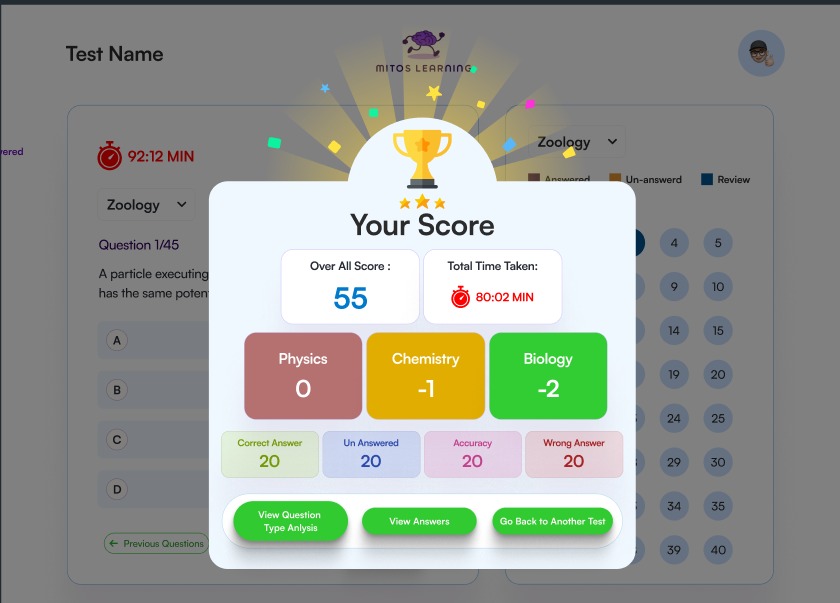 Test Name
MITOS LEARNING
vered
92:12 MIN
Zoology
Question 1/45
A particle executing
has the same poten
A
B
C
D
Previous Questions
Zoology
Answered
Un-answerd
Review
4
5
9
10
14
15
19
20
24
25
29
30
34
35
39
40
Your Score
Over All Score :
55
Total Time Taken:
80:02 MIN
Physics
0
Chemistry
-1
Biology
-2
Correct Answer
20
Un Answered
20
Accuracy
20
Wrong Answer
20
View Question
Type Anlysis
View Answers
Go Back to Another Test